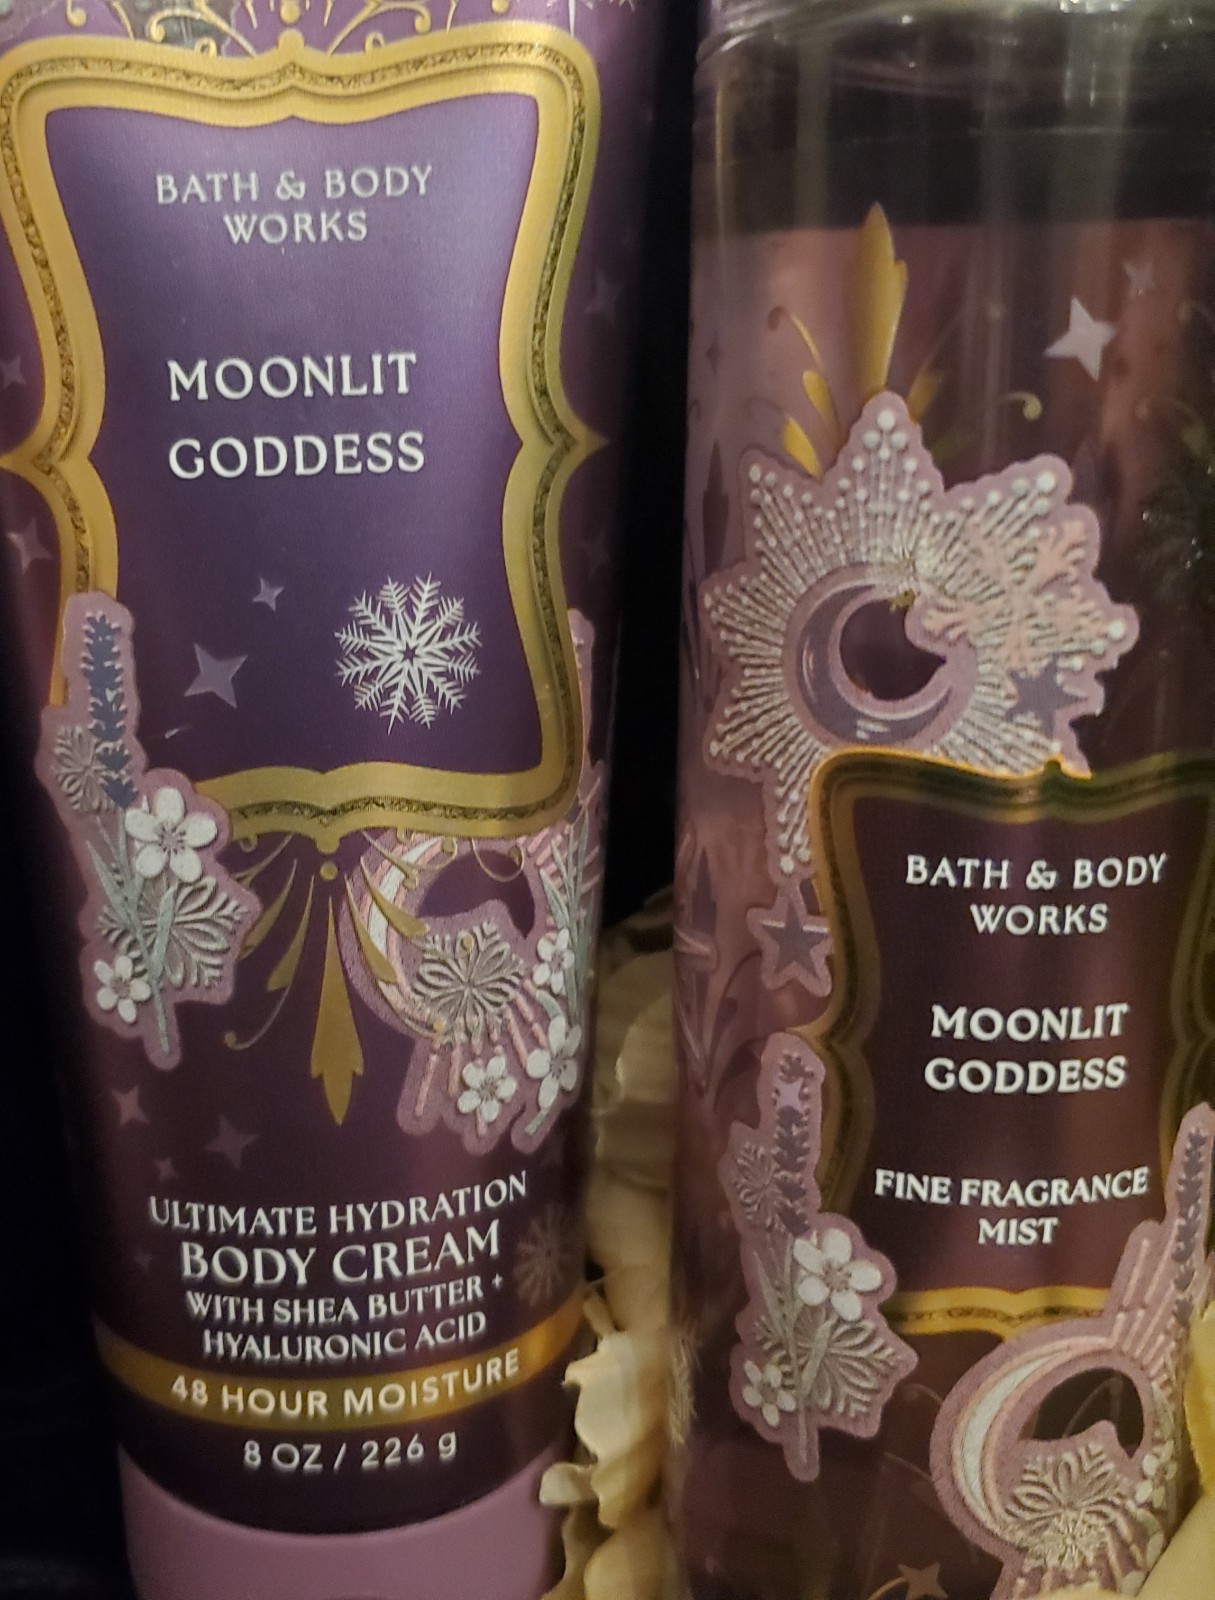 BATH & BODY
WORKS
MOONLIT
GODDESS
ULTIMATE HYDRATION
BODY CREAM
WITH SHEA BUTTER +
HYALURONIC ACID
48 HOUR MOISTURE
8 OZ / 226 g
BATH & BODY
WORKS
MOONLIT
GODDESS
FINE FRAGRANCE
MIST